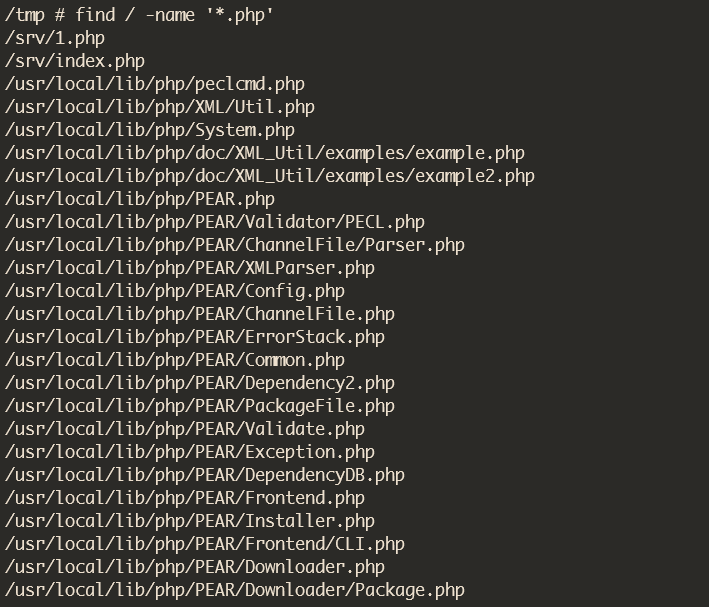 /tmp # find / -name '*.php'
/srv/1.php
/srv/index.php
/usr/local/lib/php/peclcmd.php
/usr/local/lib/php/XML/Util.php
/usr/local/lib/php/System.php
/usr/local/lib/php/doc/XML_Util/examples/example.php
/usr/local/lib/php/doc/XML_Util/examples/example2.php
/usr/local/lib/php/PEAR.php
/usr/local/lib/php/PEAR/Validator/PECL.php
/usr/local/lib/php/PEAR/ChannelFile/Parser.php
/usr/local/lib/php/PEAR/XMLParser.php
/usr/local/lib/php/PEAR/Config.php
/usr/local/lib/php/PEAR/ChannelFile.php
/usr/local/lib/php/PEAR/ErrorStack.php
/usr/local/lib/php/PEAR/Common.php
/usr/local/lib/php/PEAR/Dependency2.php
/usr/local/lib/php/PEAR/PackageFile.php
/usr/local/lib/php/PEAR/Validate.php
/usr/local/lib/php/PEAR/Exception.php
/usr/local/lib/php/PEAR/DependencyDB.php
/usr/local/lib/php/PEAR/Frontend.php
/usr/local/lib/php/PEAR/Installer.php
/usr/local/lib/php/PEAR/Frontend/CLI.php
/usr/local/lib/php/PEAR/Downloader.php
/usr/local/lib/php/PEAR/Downloader/Package.php